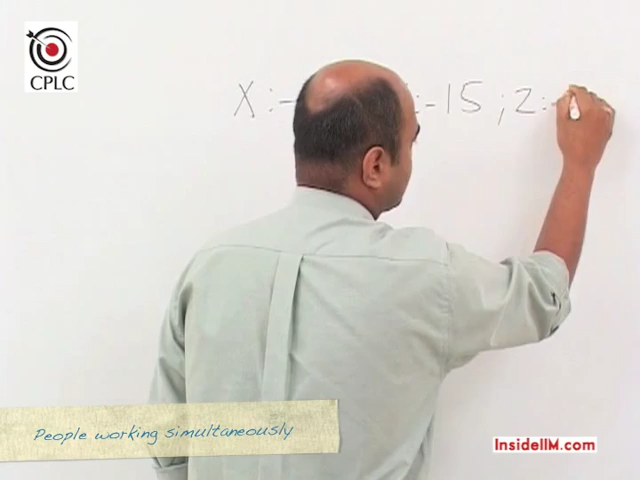 CPLC
X :- :-15 ; Z :-
People working simultaneously
InsideIIM.com